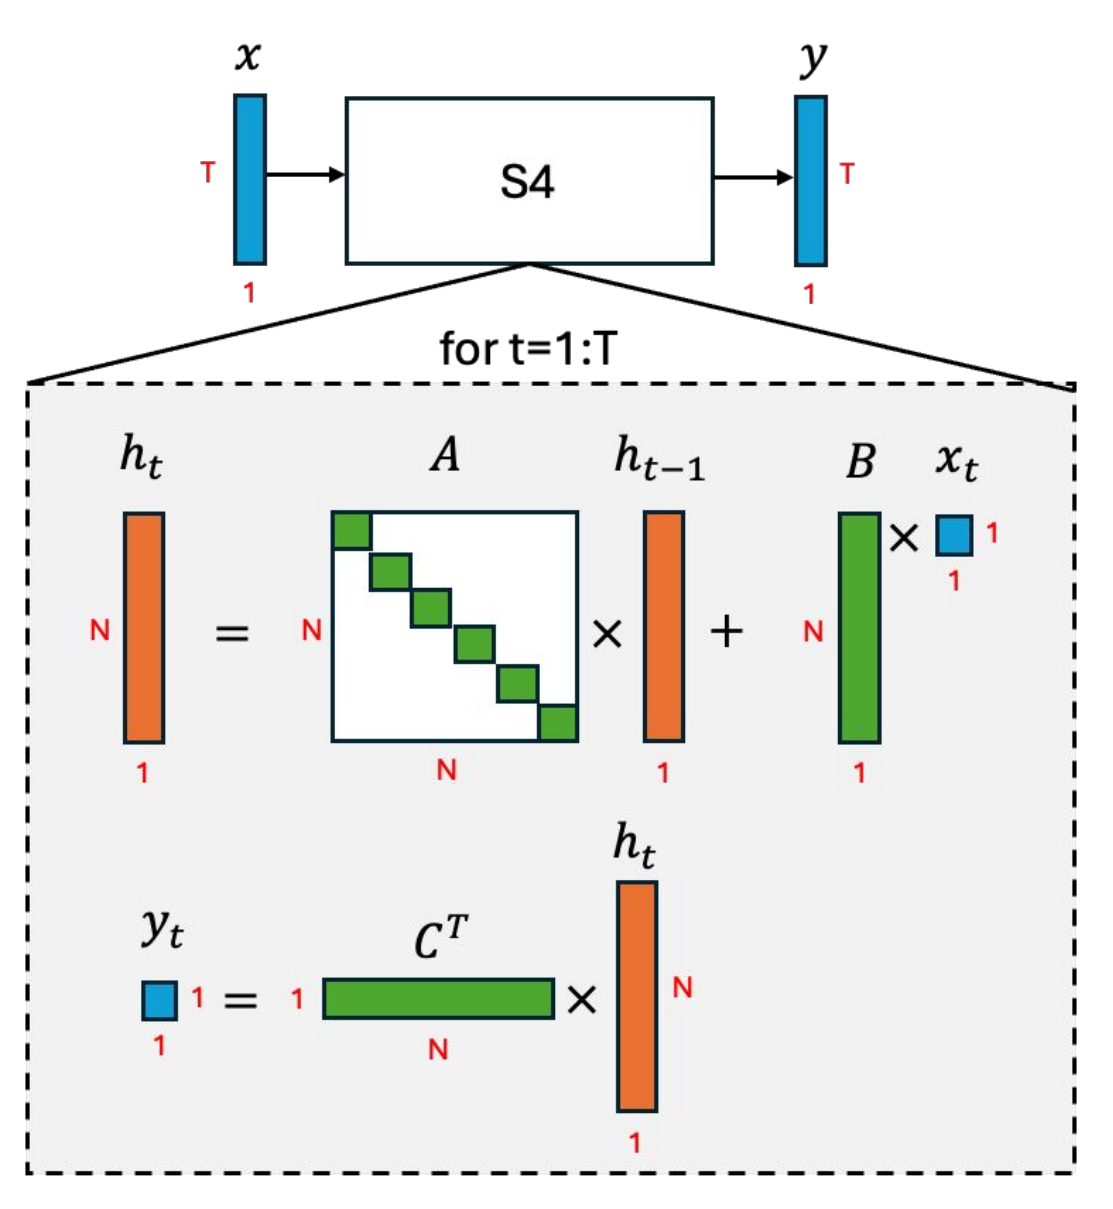 x y
T S4 T
1 1
for t=1:T
h_t A h_{t-1} B x_t
× 1
1
N = N × + N
1 N 1 1
h_t
y_t C^T
1 = 1 × N
1 N
1